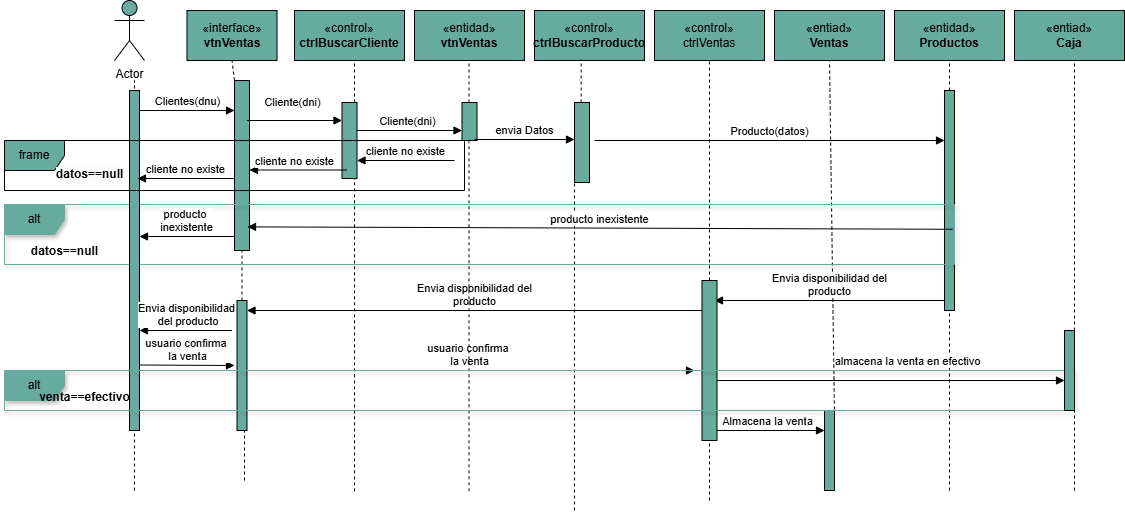 Actor
«interface»
vtnVentas
«control»
ctrlBuscarCliente
«entidad»
vtnVentas
«control»
ctrlBuscarProducto
«control»
ctrlVentas
«entiad»
Ventas
«entidad»
Productos
«entiad»
Caja
Clientes(dnu)
Cliente(dni)
Cliente(dni)
envia Datos
Producto(datos)
frame
datos==null
cliente no existe
cliente no existe
cliente no existe
alt
datos==null
producto
inexistente
producto inexistente
Envia disponibilidad del
producto
Envia disponibilidad del
producto
Envia disponibilidad
del producto
usuario confirma
la venta
usuario confirma
la venta
almacena la venta en efectivo
alt
venta==efectivo
Almacena la venta